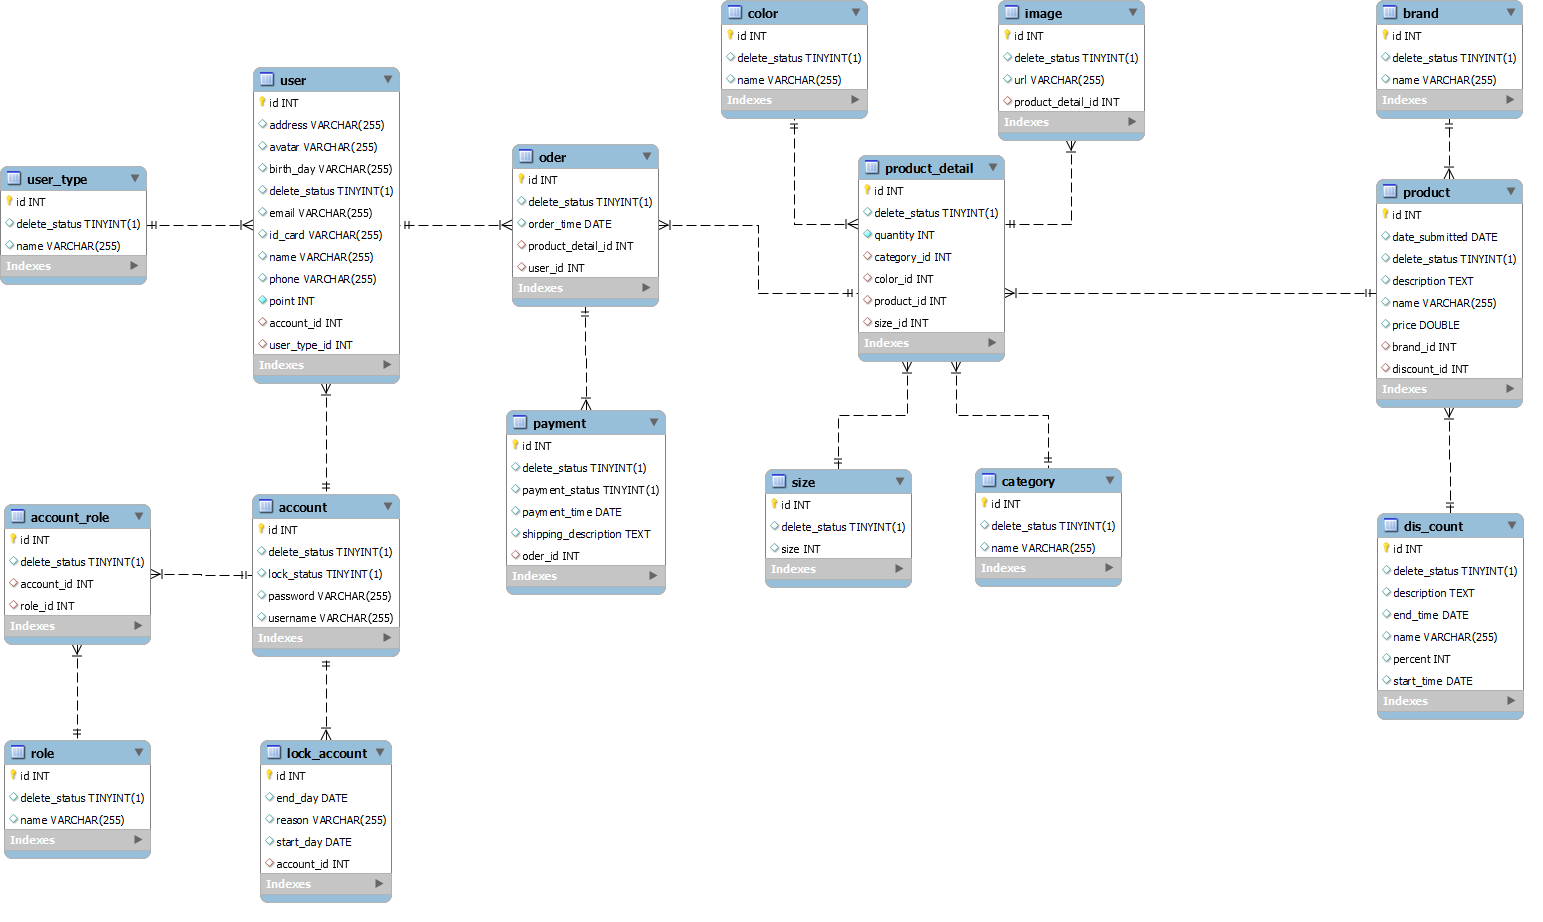 color
id INT
delete_status TINYINT(1)
name VARCHAR(255)
Indexes
image
id INT
delete_status TINYINT(1)
url VARCHAR(255)
product_detail_id INT
Indexes
brand
id INT
delete_status TINYINT(1)
name VARCHAR(255)
Indexes
user
id INT
address VARCHAR(255)
avatar VARCHAR(255)
birth_day VARCHAR(255)
delete_status TINYINT(1)
email VARCHAR(255)
id_card VARCHAR(255)
name VARCHAR(255)
phone VARCHAR(255)
point INT
account_id INT
user_type_id INT
Indexes
user_type
id INT
delete_status TINYINT(1)
name VARCHAR(255)
Indexes
oder
id INT
delete_status TINYINT(1)
order_time DATE
product_detail_id INT
user_id INT
Indexes
product_detail
id INT
delete_status TINYINT(1)
quantity INT
category_id INT
color_id INT
product_id INT
size_id INT
Indexes
product
id INT
date_submitted DATE
delete_status TINYINT(1)
description TEXT
name VARCHAR(255)
price DOUBLE
brand_id INT
discount_id INT
Indexes
payment
id INT
delete_status TINYINT(1)
payment_status TINYINT(1)
payment_time DATE
shipping_description TEXT
oder_id INT
Indexes
size
id INT
delete_status TINYINT(1)
size INT
Indexes
category
id INT
delete_status TINYINT(1)
name VARCHAR(255)
Indexes
account_role
id INT
delete_status TINYINT(1)
account_id INT
role_id INT
Indexes
account
id INT
delete_status TINYINT(1)
lock_status TINYINT(1)
password VARCHAR(255)
username VARCHAR(255)
Indexes
dis_count
id INT
delete_status TINYINT(1)
description TEXT
end_time DATE
name VARCHAR(255)
percent INT
start_time DATE
Indexes
role
id INT
delete_status TINYINT(1)
name VARCHAR(255)
Indexes
lock_account
id INT
end_day DATE
reason VARCHAR(255)
start_day DATE
account_id INT
Indexes